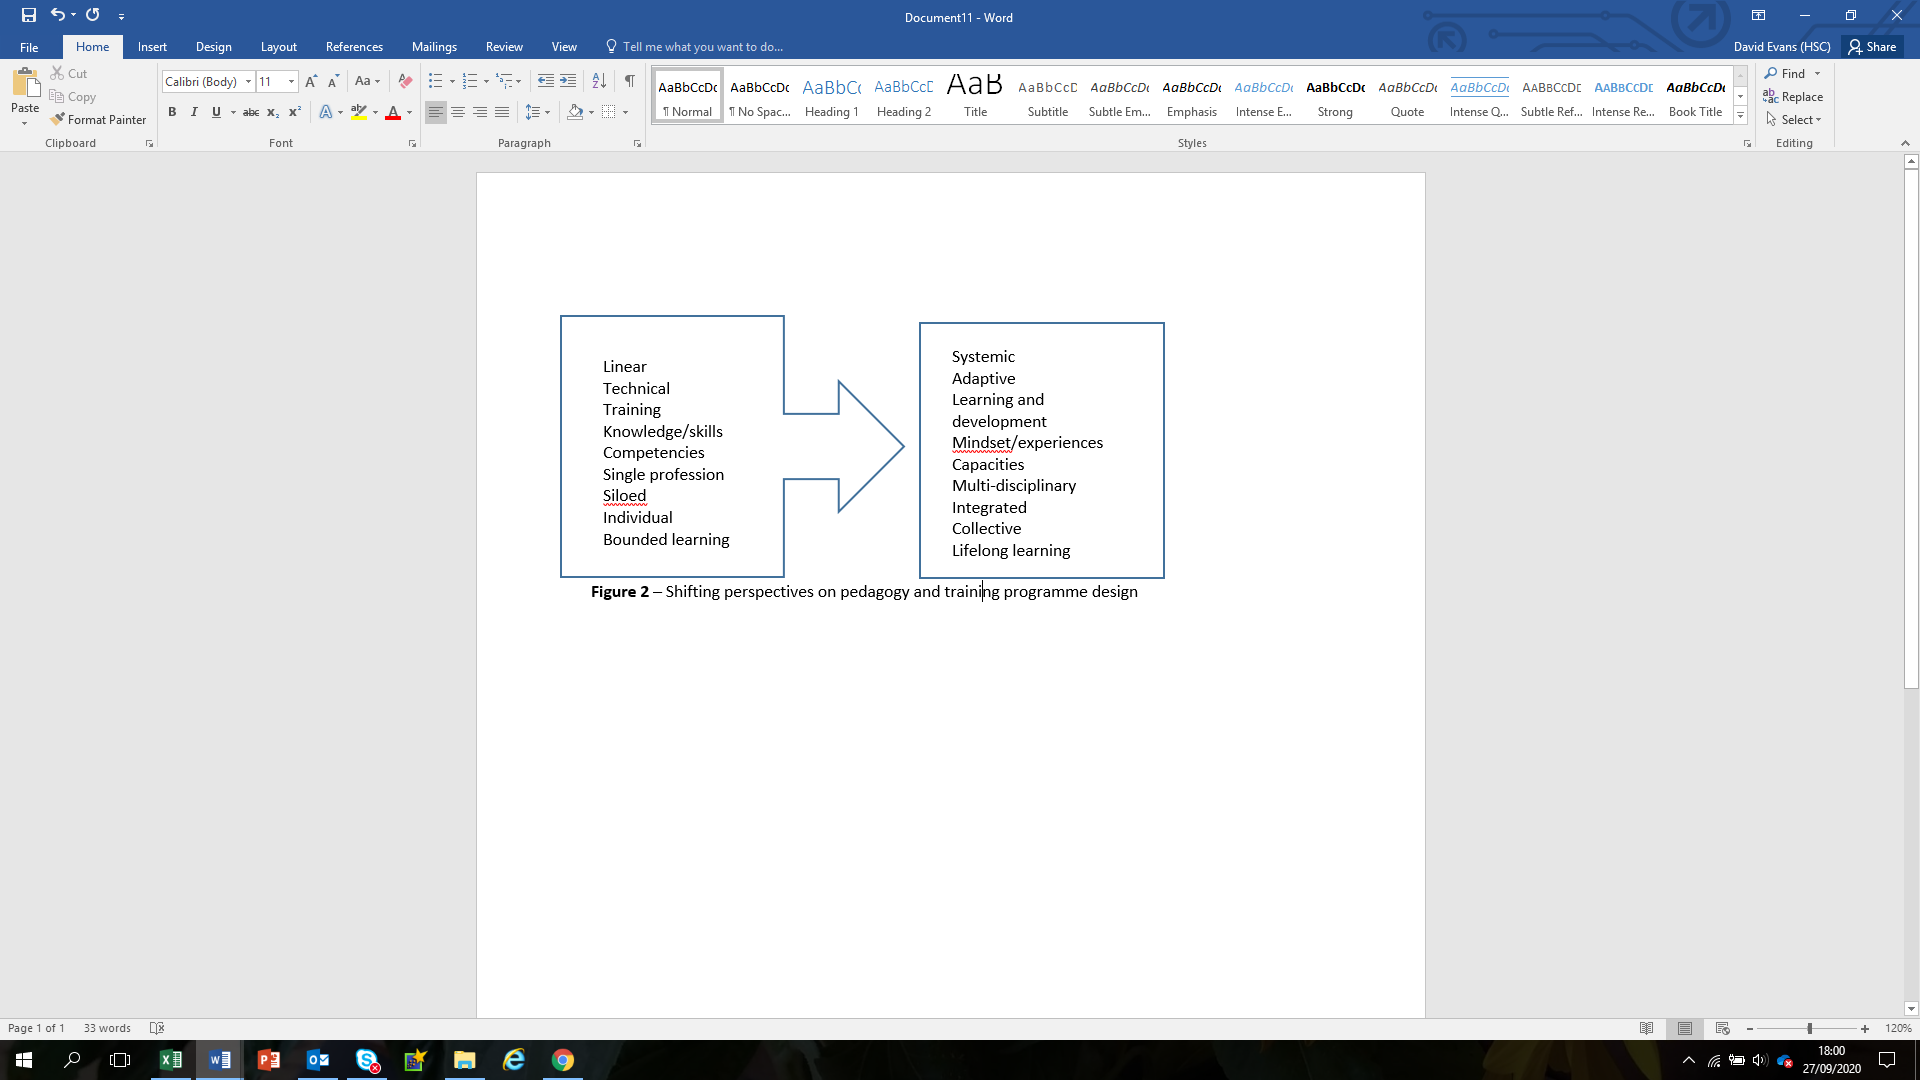 Document11 - Word
File Home Insert Design Layout References Mailings Review View Tell me what you want to do... David Evans (HSC) Share
Paste
Cut
Copy
Format Painter
Clipboard
Calibri (Body) 11
Font
Paragraph
AaBbCcDc AaBbCcDc AaBbCc AaBbCcD AaB AaBbCcD AaBbCcDc AaBbCcDc AaBbCcDc AaBbCcDc AaBbCcDc AaBbCcDc AABBCCDE AABBCCDE AaBbCcDc
¶ Normal ¶ No Spac... Heading 1 Heading 2 Title Subtitle Subtle Em... Emphasis Intense E... Strong Quote Intense Q... Subtle Ref... Intense Re... Book Title
Styles
Find
Replace
Select
Editing
Linear
Technical
Training
Knowledge/skills
Competencies
Single profession
Siloed
Individual
Bounded learning
Systemic
Adaptive
Learning and
development
Mindset/experiences
Capacities
Multi-disciplinary
Integrated
Collective
Lifelong learning
Figure 2 – Shifting perspectives on pedagogy and training programme design
Page 1 of 1 33 words 120%
18:00
27/09/2020